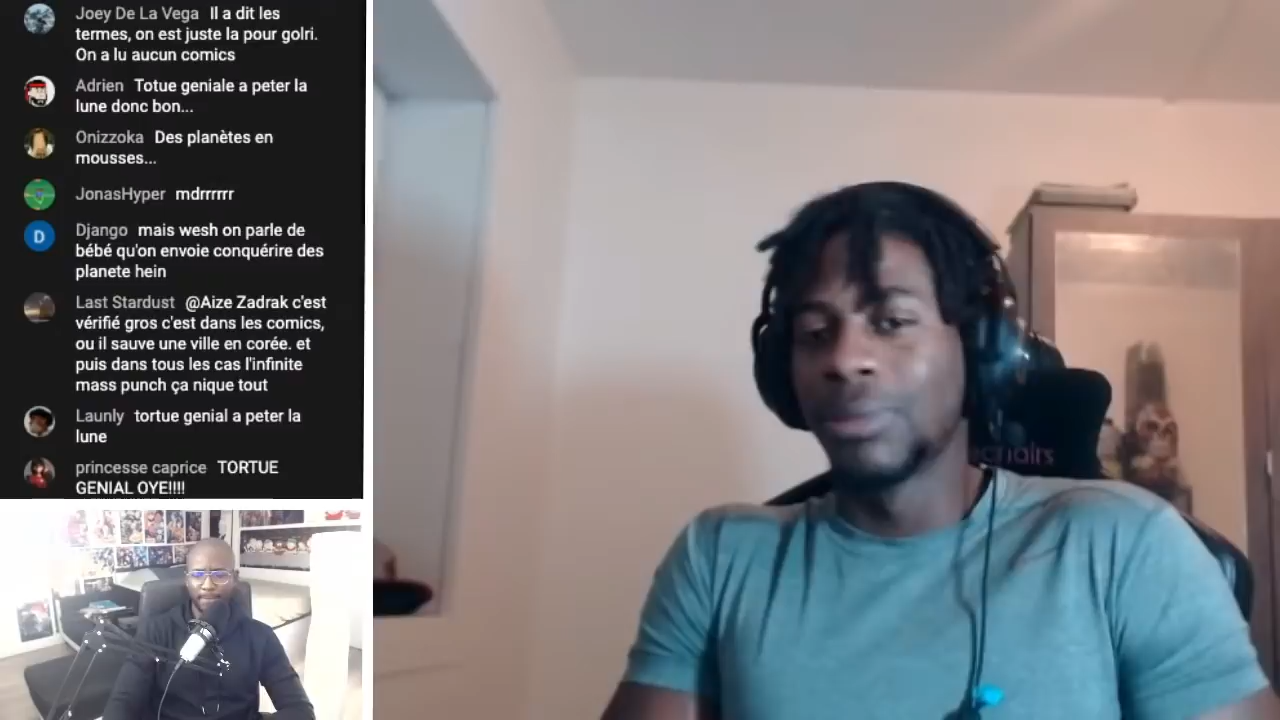 Joey De La Vega Il a dit les
termes, on est juste la pour golri.
On a lu aucun comics
Adrien Totue geniale a peter la
lune donc bon...
Onizzoka Des planètes en
mousses...
JonasHyper mdrrrrrr
D
Django mais wesh on parle de
bébé qu'on envoie conquérire des
planete hein
Last Stardust @Aize Zadrak c'est
vérifié gros c'est dans les comics,
ou il sauve une ville en corée. et
puis dans tous les cas l'infinite
mass punch ça nique tout
Launly tortue genial a peter la
lune
princesse caprice TORTUE
GENIAL OYE!!!!